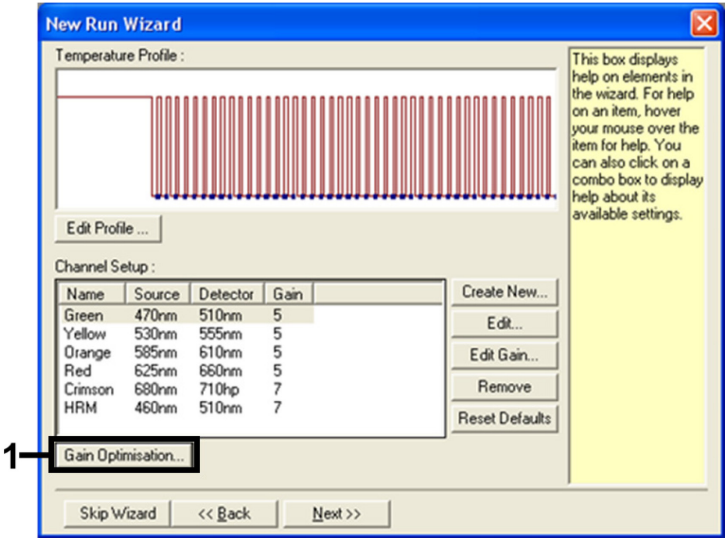 New Run Wizard
Temperature Profile :
This box displays
help on elements in
the wizard. For help
on an item, hover
your mouse over the
item for help. You
can also click on a
combo box to display
help about its
available settings.
Edit Profile ...
Channel Setup :
Name Source Detector Gain
Green 470nm 510nm 5
Yellow 530nm 555nm 5
Orange 585nm 610nm 5
Red 625nm 660nm 5
Crimson 680nm 710hp 7
HRM 460nm 510nm 7
Create New...
Edit...
Edit Gain...
Remove
Reset Defaults
1
Gain Optimisation...
Skip Wizard << Back Next >>